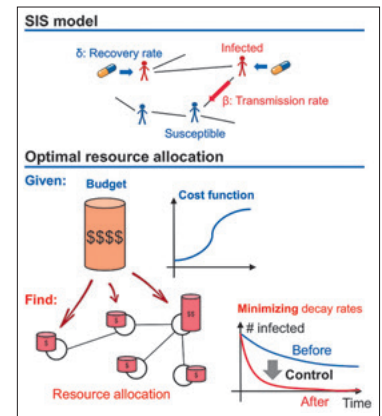 SIS model
δ: Recovery rate
Infected
β: Transmission rate
Susceptible
Optimal resource allocation
Given:
Budget
Cost function
$$$$
Find:
$
$
$$
$
$
Minimizing decay rates
# infected
Before
Control
After
Time
Resource allocation